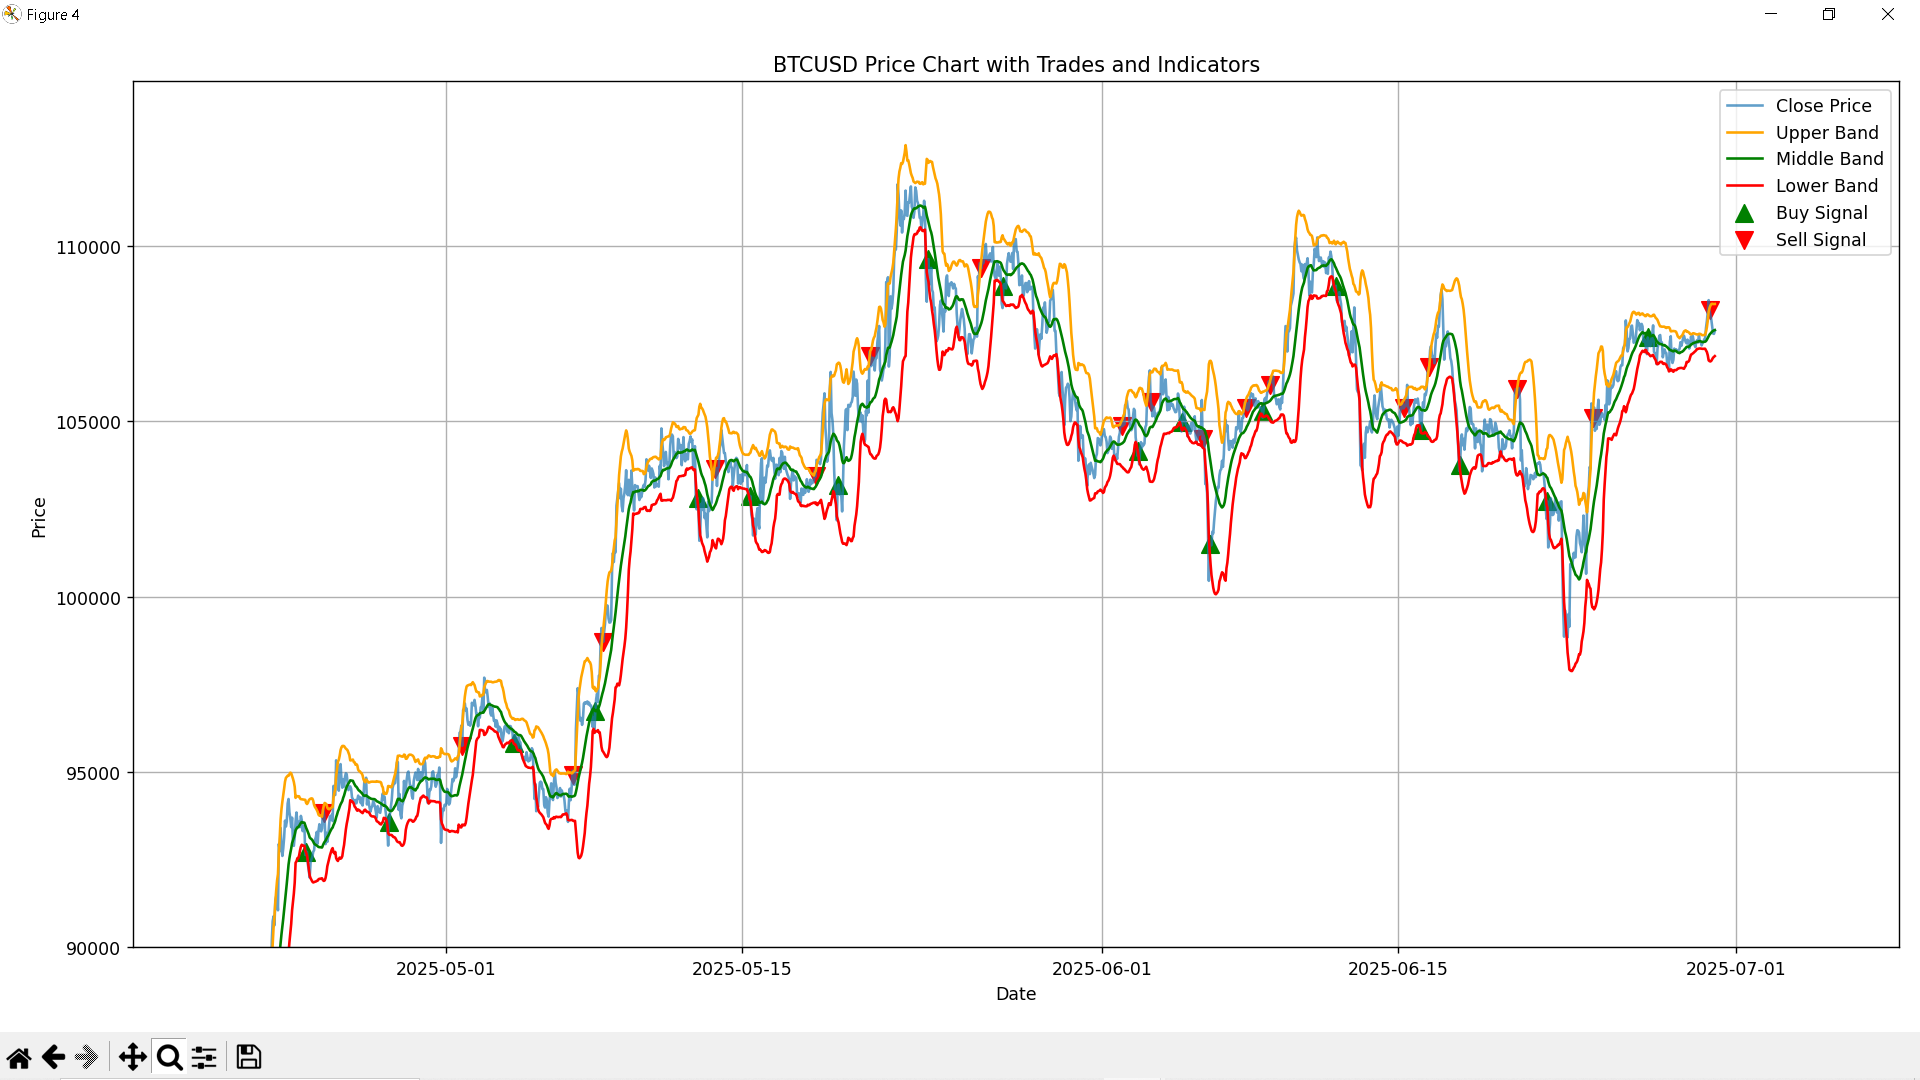 Figure 4
BTCUSD Price Chart with Trades and Indicators
Close Price
Upper Band
Middle Band
Lower Band
Buy Signal
Sell Signal
110000
105000
100000
95000
90000
Price
2025-05-01
2025-05-15
2025-06-01
2025-06-15
2025-07-01
Date